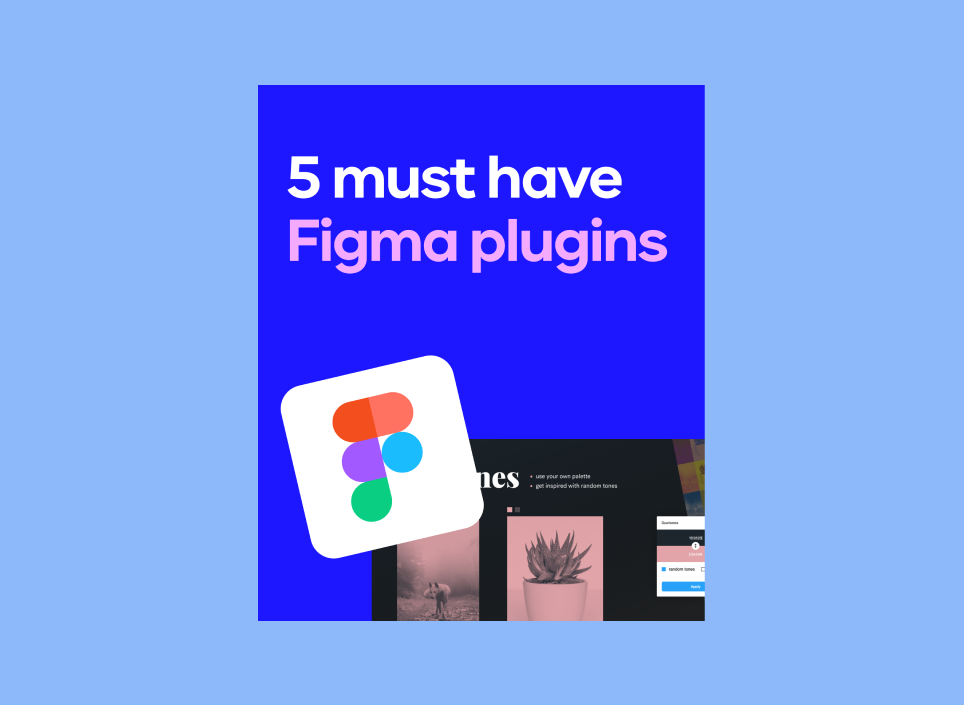 5 must have
Figma plugins
nes
• use your own palette
• get inspired with random tones
Duotones
random tones
Apply